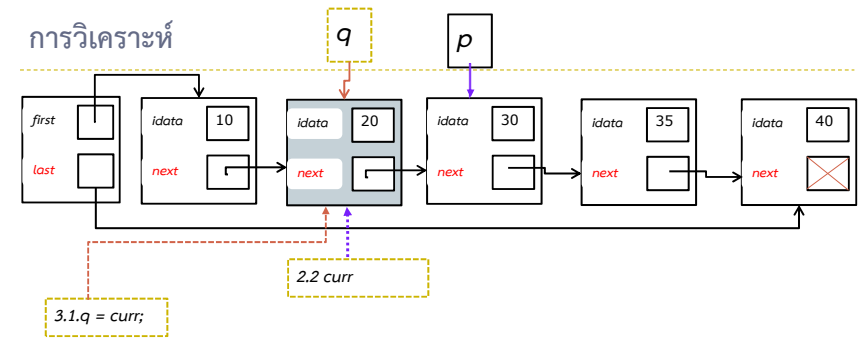 การวิเคราะห์
q
p
first
last
idata 10
next
idata 20
next
idata 30
next
idata 35
next
idata 40
next
2.2 curr
3.1.q = curr;